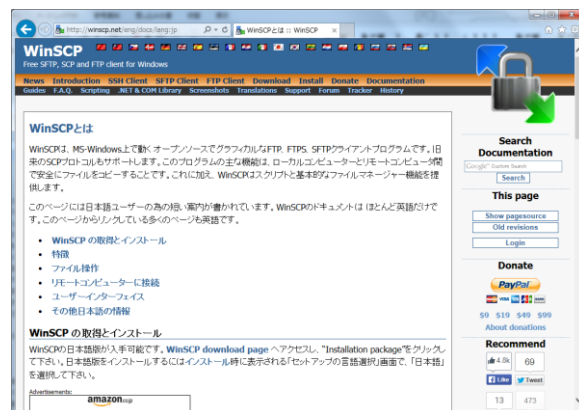 http://winscp.net/eng/docs/lang:jp
WinSCPとは :: WinSCP
WinSCP
Free SFTP, SCP and FTP client for Windows
News Introduction SSH Client SFTP Client FTP Client Download Install Donate Documentation
Guides F.A.Q. Scripting .NET & COM Library Screenshots Translations Support Forum Tracker History
WinSCPとは
WinSCPは、MS-Windows上で動く オープンソースでグラフィカルなFTP, FTPS, SFTPクライアントプログラムです。旧
来のSCPプロトコルもサポートします。このプログラムの主な機能は、ローカルコンピューターとリモートコンピュータ間
で安全にファイルをコピーすることです。これに加え、WinSCPはスクリプトと基本的なファイルマネージャー機能を提
供します。
このページには日本語ユーザーの為の短い案内が書かれています。WinSCPのドキュメントは ほとんど英語だけで
す。このページからリンクしている多くのページも英語です。
WinSCP の取得とインストール
特徴
ファイル操作
リモートコンピューターに接続
ユーザーインターフェイス
その他日本語の情報
WinSCP の取得とインストール
WinSCPの日本語版が入手可能です。WinSCP download page へアクセスし、"Installation package"をクリックし
て下さい。日本語版をインストールするにはインストール時に表示される「セットアップの言語選択」画面で、「日本語」
を選択して下さい。
Advertisements:
amazon.co.jp
Search
Documentation
Google Custom Search
Search
This page
Show pagesource
Old revisions
Login
Donate
PayPal
VISA
$9 $19 $49 $99
About donations
Recommend
4.8k 69
Like Tweet
13 473